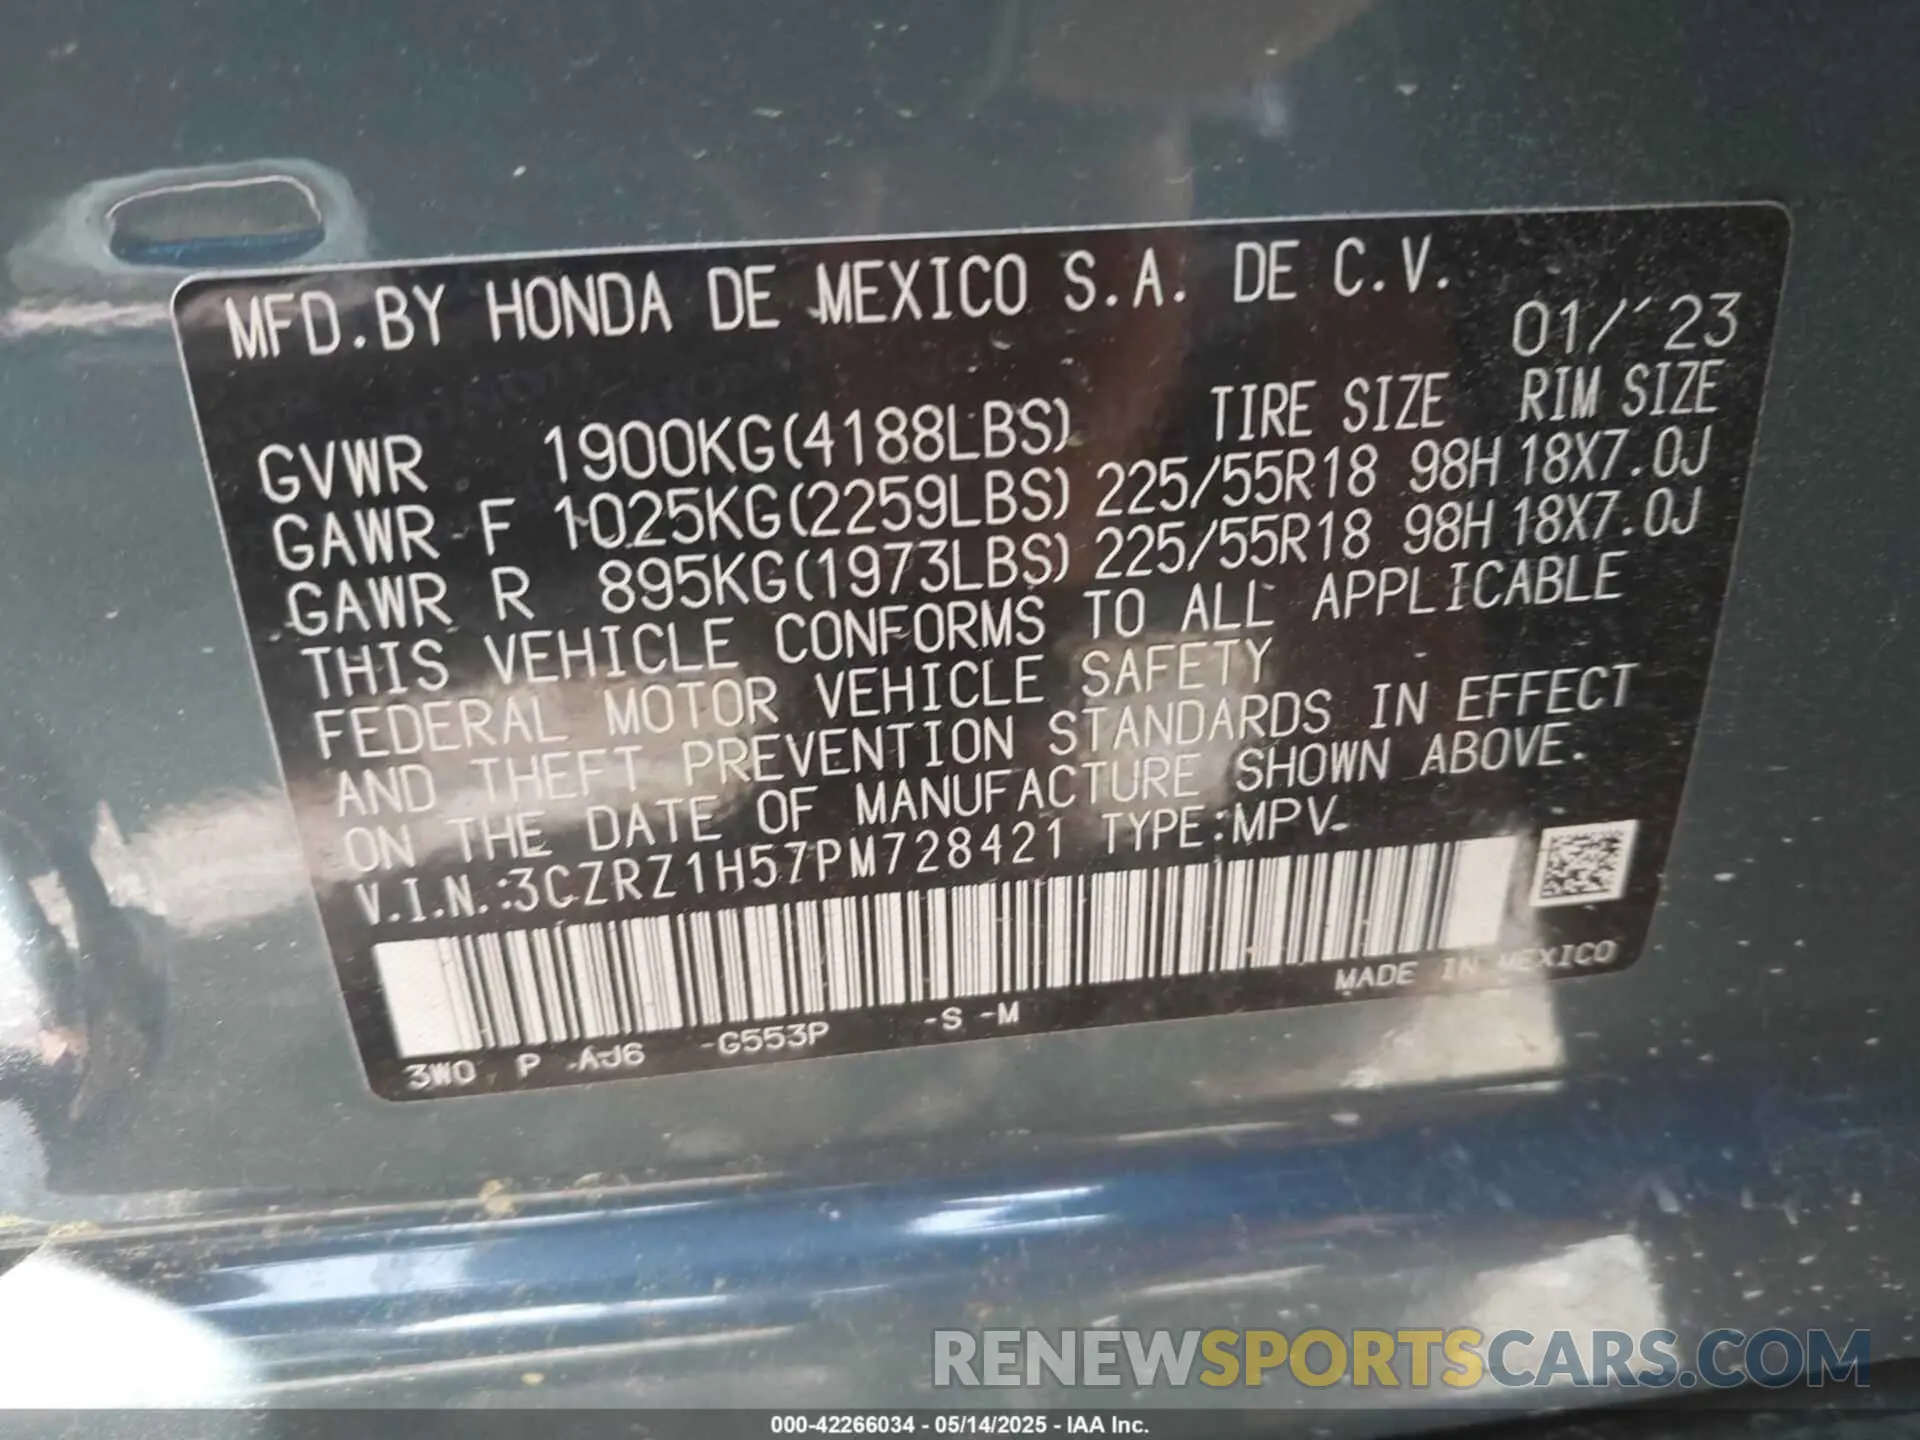 MFD.BY HONDA DE MEXICO S.A. DE C.V.
01/'23
TIRE SIZE RIM SIZE
GVWR 1900KG(4188LBS)
GAWR F 1025KG(2259LBS) 225/55R18 98H 18X7.0J
GAWR R 895KG(1973LBS) 225/55R18 98H 18X7.0J
THIS VEHICLE CONFORMS TO ALL APPLICABLE
FEDERAL MOTOR VEHICLE SAFETY
AND THEFT PREVENTION STANDARDS IN EFFECT
ON THE DATE OF MANUFACTURE SHOWN ABOVE.
V.I.N.:3CZRZ1H57PM728421 TYPE:MPV
MADE IN MEXICO
3W0 P -AJ6 -G553P -S -M
RENEWSPORTSCARS.COM
000-42266034 - 05/14/2025 - IAA Inc.